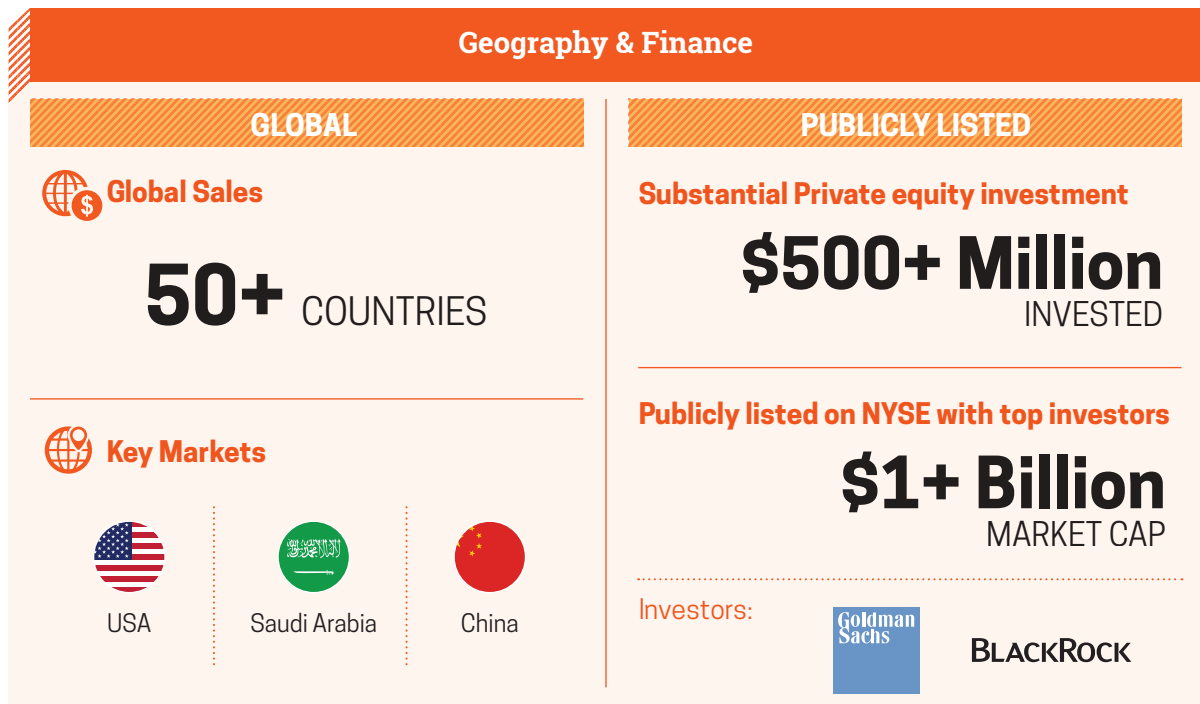 Geography & Finance
GLOBAL
$
Global Sales
50+ COUNTRIES
Key Markets
USA
Saudi Arabia
China
PUBLICLY LISTED
Substantial Private equity investment
$500+ Million
INVESTED
Publicly listed on NYSE with top investors
$1+ Billion
MARKET CAP
Investors:
Goldman
Sachs
BLACKROCK